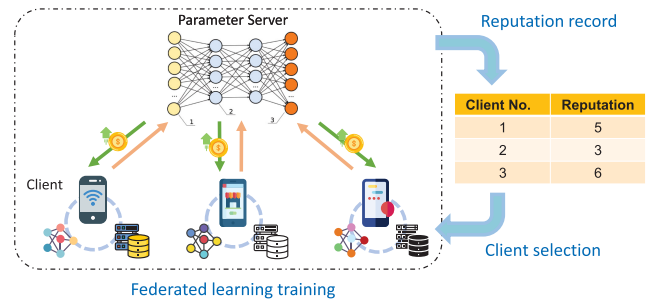 Parameter Server
Reputation record
...
...
...
...
1
2
3
Client No. Reputation
1 5
2 3
3 6
$
$
$
Client
Client selection
Federated learning training